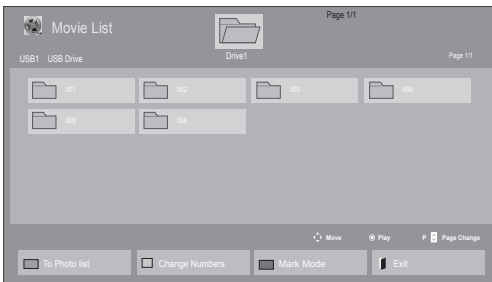 Page 1/1
Movie List
USB1 USB Drive
Drive1
Page 1/1
001 002 003 004
005 006
Move Play P Page Change
To Photo list Change Numbers Mark Mode Exit